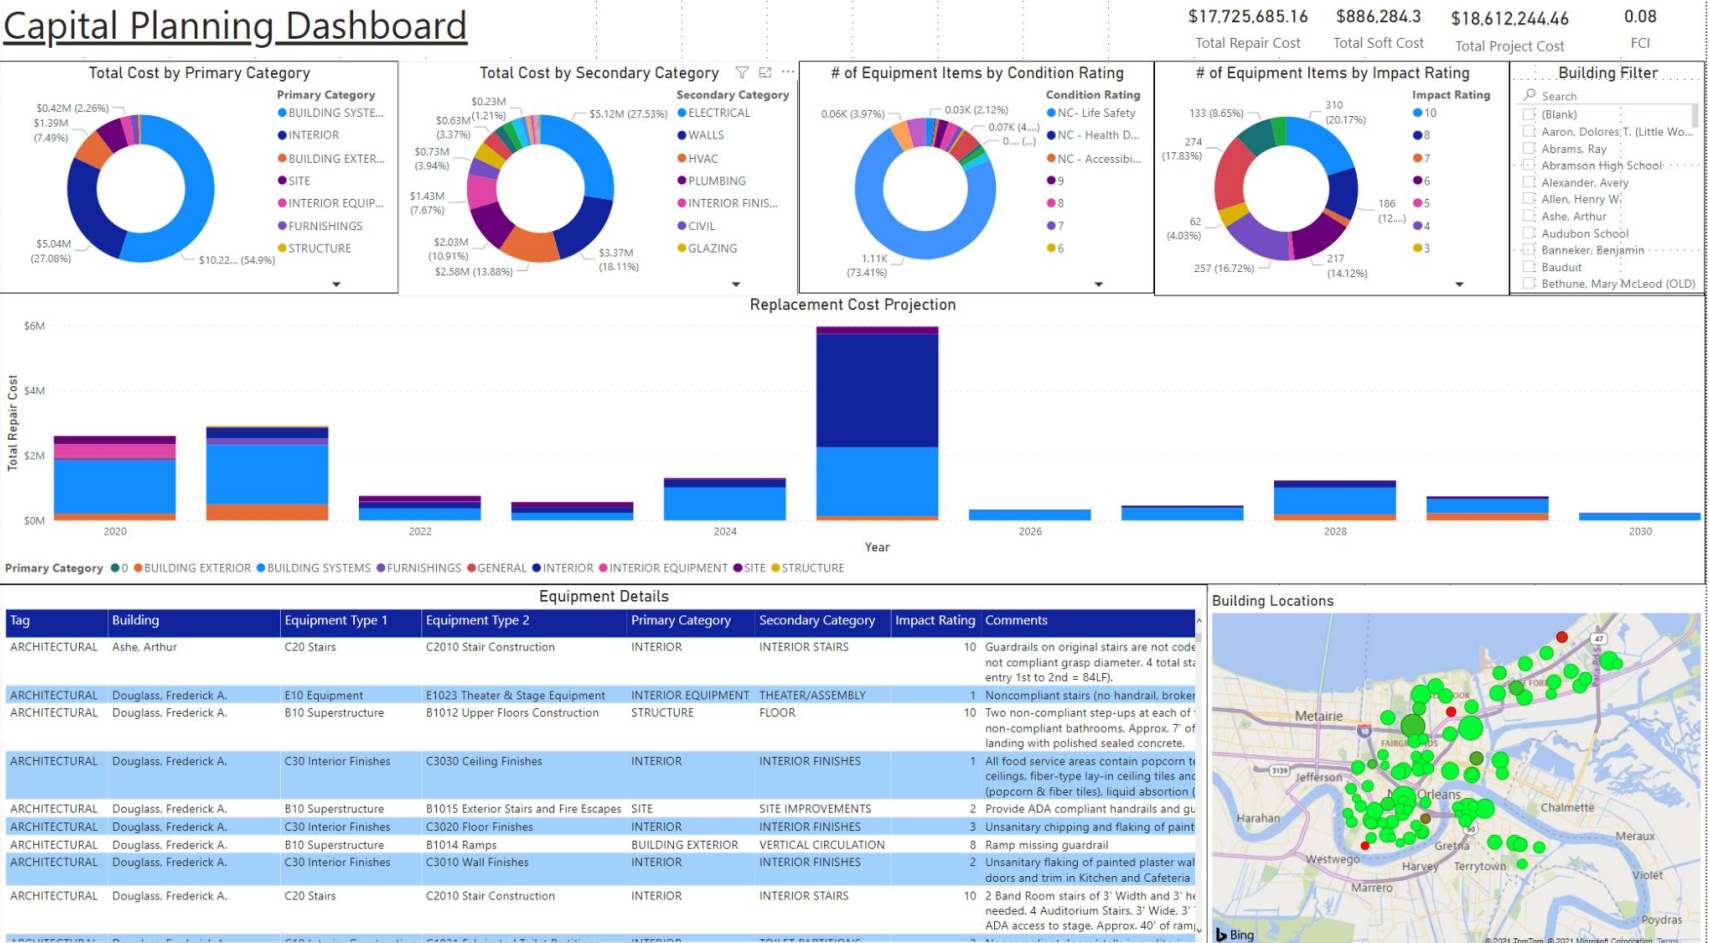 Capital Planning Dashboard
$17,725,685.16 $886,284.3 $18,612,244.46 0.08
Total Repair Cost Total Soft Cost Total Project Cost FCI
Total Cost by Primary Category
$0.42M (2.26%)
$1.39M
(7.49%)
$5.04M
(27.08%)
$10.22... (54.9%)
Primary Category
BUILDING SYSTE...
INTERIOR
BUILDING EXTER...
SITE
INTERIOR EQUIP...
FURNISHINGS
STRUCTURE
Total Cost by Secondary Category
$0.23M
(1.21%)
$0.63M
(3.37%)
$0.73M
(3.94%)
$1.43M
(7.67%)
$2.03M
(10.91%)
$2.58M (13.88%)
$5.12M (27.53%)
$3.37M
(18.11%)
Secondary Category
ELECTRICAL
WALLS
HVAC
PLUMBING
INTERIOR FINIS...
CIVIL
GLAZING
# of Equipment Items by Condition Rating
0.06K (3.97%)
0.03K (2.12%)
0.07K (4....)
0.... (...)
1.11K
(73.41%)
Condition Rating
NC- Life Safety
NC - Health D...
NC - Accessibi...
9
8
7
6
# of Equipment Items by Impact Rating
133 (8.65%)
274
(17.83%)
62
(4.03%)
257 (16.72%)
310
(20.17%)
186
(12....)
217
(14.12%)
Impact Rating
10
8
7
6
5
4
3
Building Filter
Search
(Blank)
Aaron, Dolores T. (Little Wo...
Abrams, Ray
Abramson High School
Alexander, Avery
Allen, Henry W.
Ashe, Arthur
Audubon School
Banneker, Benjamin
Bauduit
Bethune, Mary McLeod (OLD)
Replacement Cost Projection
Total Repair Cost
$6M
$4M
$2M
$0M
2020 2022 2024 2026 2028 2030
Year
Primary Category 0 BUILDING EXTERIOR BUILDING SYSTEMS FURNISHINGS GENERAL INTERIOR INTERIOR EQUIPMENT SITE STRUCTURE
Equipment Details
Tag Building Equipment Type 1 Equipment Type 2 Primary Category Secondary Category Impact Rating Comments
ARCHITECTURAL Ashe, Arthur C20 Stairs C2010 Stair Construction INTERIOR INTERIOR STAIRS 10 Guardrails on original stairs are not code
not compliant grasp diameter. 4 total sta
entry 1st to 2nd = 84LF).
ARCHITECTURAL Douglass, Frederick A. E10 Equipment E1023 Theater & Stage Equipment INTERIOR EQUIPMENT THEATER/ASSEMBLY 1 Noncompliant stairs (no handrail, broker
ARCHITECTURAL Douglass, Frederick A. B10 Superstructure B1012 Upper Floors Construction STRUCTURE FLOOR 10 Two non-compliant step-ups at each of
non-compliant bathrooms. Approx. 7' of
landing with polished sealed concrete.
ARCHITECTURAL Douglass, Frederick A. C30 Interior Finishes C3030 Ceiling Finishes INTERIOR INTERIOR FINISHES 1 All food service areas contain popcorn te
ceilings, fiber-type lay-in ceiling tiles and
(popcorn & fiber tiles), liquid absortion (
ARCHITECTURAL Douglass, Frederick A. B10 Superstructure B1015 Exterior Stairs and Fire Escapes SITE SITE IMPROVEMENTS 2 Provide ADA compliant handrails and gu
ARCHITECTURAL Douglass, Frederick A. C30 Interior Finishes C3020 Floor Finishes INTERIOR INTERIOR FINISHES 3 Unsanitary chipping and flaking of paint
ARCHITECTURAL Douglass, Frederick A. B10 Superstructure B1014 Ramps BUILDING EXTERIOR VERTICAL CIRCULATION 8 Ramp missing guardrail
ARCHITECTURAL Douglass, Frederick A. C30 Interior Finishes C3010 Wall Finishes INTERIOR INTERIOR FINISHES 2 Unsanitary flaking of painted plaster wal
doors and trim in Kitchen and Cafeteria
ARCHITECTURAL Douglass, Frederick A. C20 Stairs C2010 Stair Construction INTERIOR INTERIOR STAIRS 10 2 Band Room stairs of 3' Width and 3' he
needed. 4 Auditorium Stairs, 3' Wide, 3'
ADA access to stage. Approx. 40' of ramp
Building Locations
47
Metairie
10
3139
Jefferson
Orleans
Harahan
Chalmette
90
Meraux
Gretna
Westwego
Harvey Terrytown
Violet
Marrero
Poydras
Bing
© 2021 TomTom, © 2021 Microsoft Corporation Terms